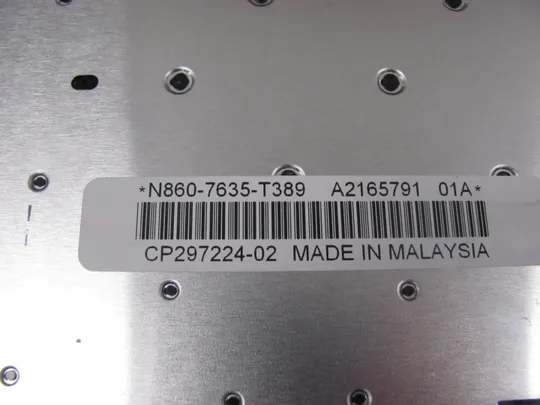 *N860-7635-T389 A2165791 01A*
CP297224-02 MADE IN MALAYSIA